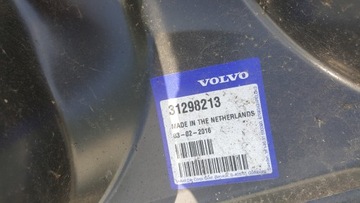 VOLVO
31298213
MADE IN THE NETHERLANDS
03-02-2016